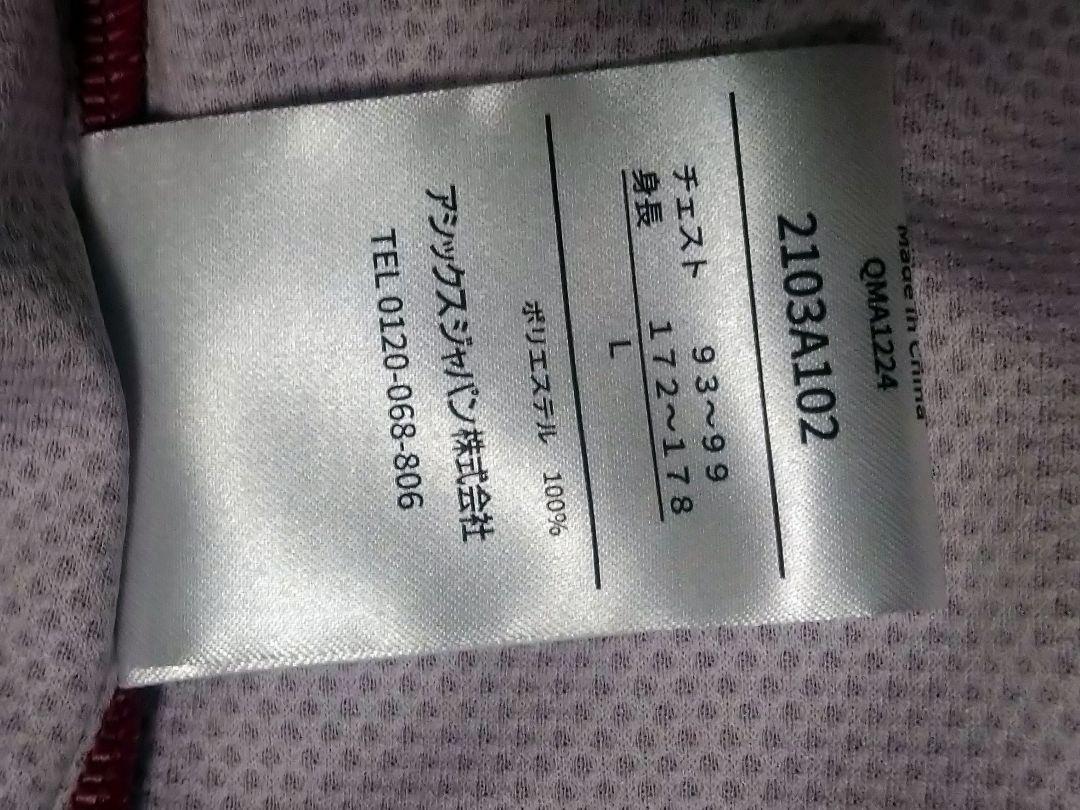 Made in China
QMA1224
2103A102
チェスト 93〜99
身長 172〜178
L
ポリエステル 100%
アシックスジャパン株式会社
TEL 0120-068-806